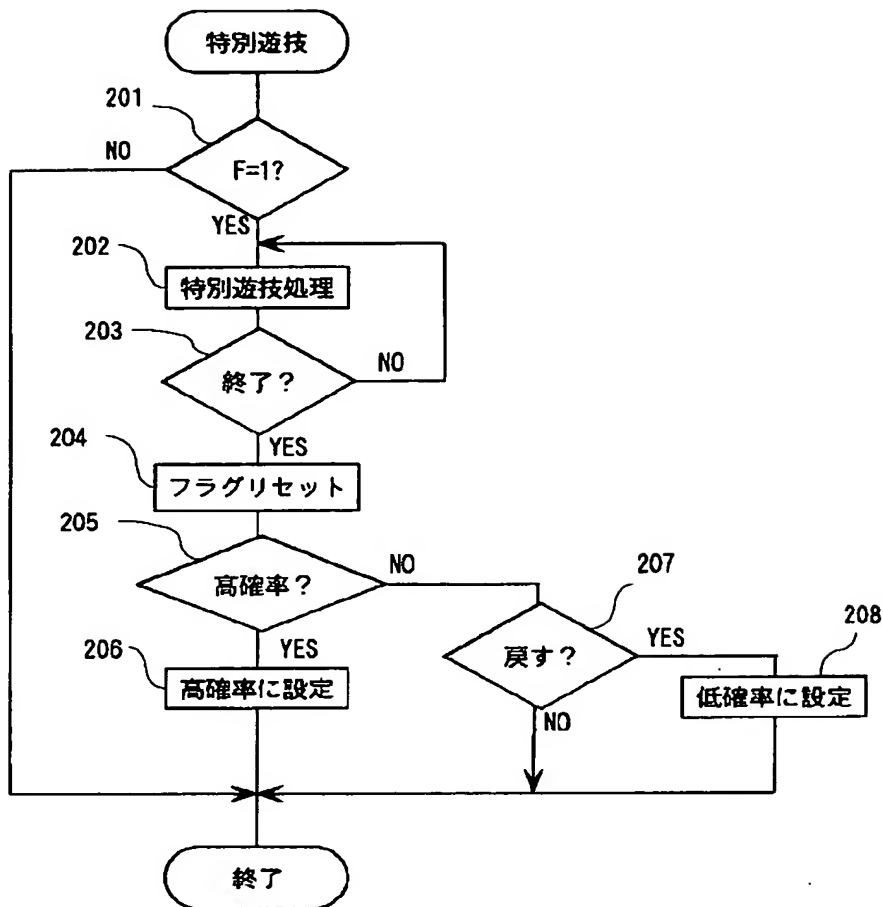 特別遊技
201
NO
F=1?
YES
202
特別遊技処理
203
終了？
NO
YES
204
フラグリセット
205
高確率？
NO
207
208
YES
戻す？
YES
206
高確率に設定
低確率に設定
NO
終了